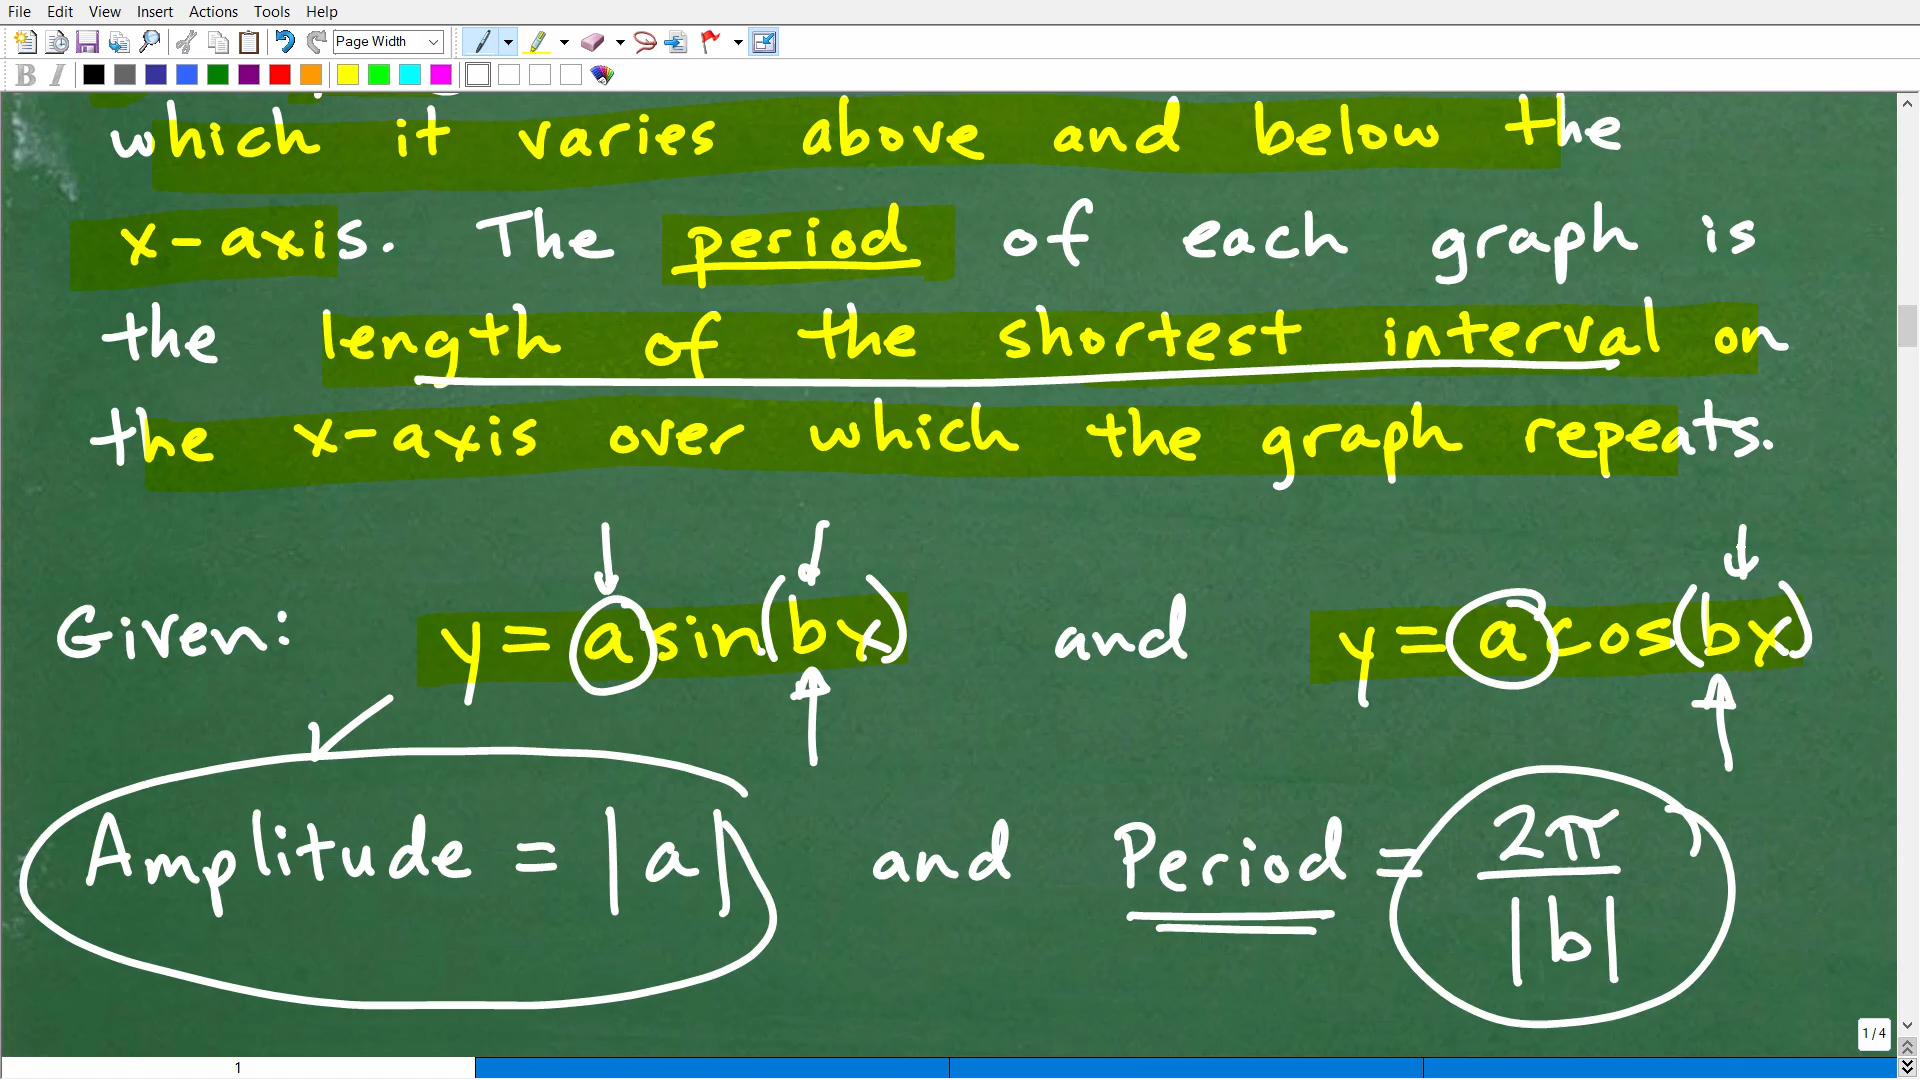 File Edit View Insert Actions Tools Help
Page Width
B I
which it varies above and below the
x-axis. The period of each graph is
the length of the shortest interval on
the x-axis over which the graph repeats.
Given: y = a sin(bx) and y = a cos(bx)
Amplitude = |a| and Period = 2π/|b|
1 / 4
1